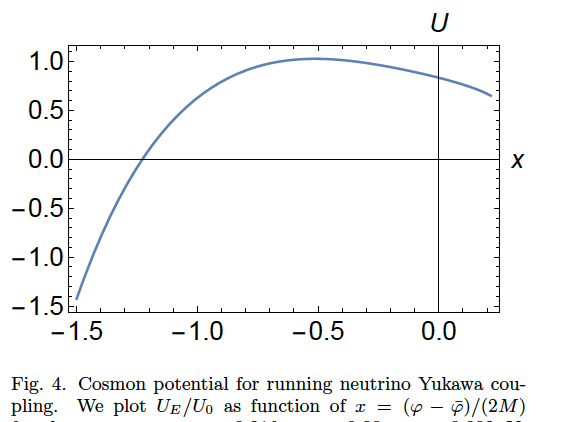 U
1.0
0.5
0.0
x
−0.5
−1.0
−1.5
−1.5 −1.0 −0.5 0.0
Fig. 4. Cosmon potential for running neutrino Yukawa cou-
pling. We plot U_E/U_0 as function of x = (φ − φ̄)/(2M)